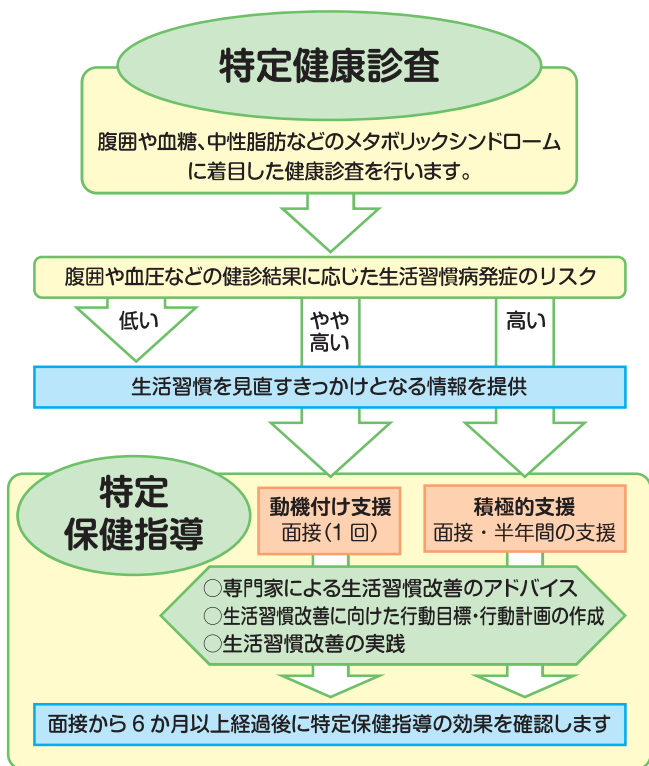 特定健康診査
腹囲や血糖、中性脂肪などのメタボリックシンドローム
に着目した健康診査を行います。
腹囲や血圧などの健診結果に応じた生活習慣病発症のリスク
低い
やや
高い
高い
生活習慣を見直すきっかけとなる情報を提供
特定
保健指導
動機付け支援
面接(1回)
積極的支援
面接・半年間の支援
○専門家による生活習慣改善のアドバイス
○生活習慣改善に向けた行動目標・行動計画の作成
○生活習慣改善の実践
面接から6か月以上経過後に特定保健指導の効果を確認します